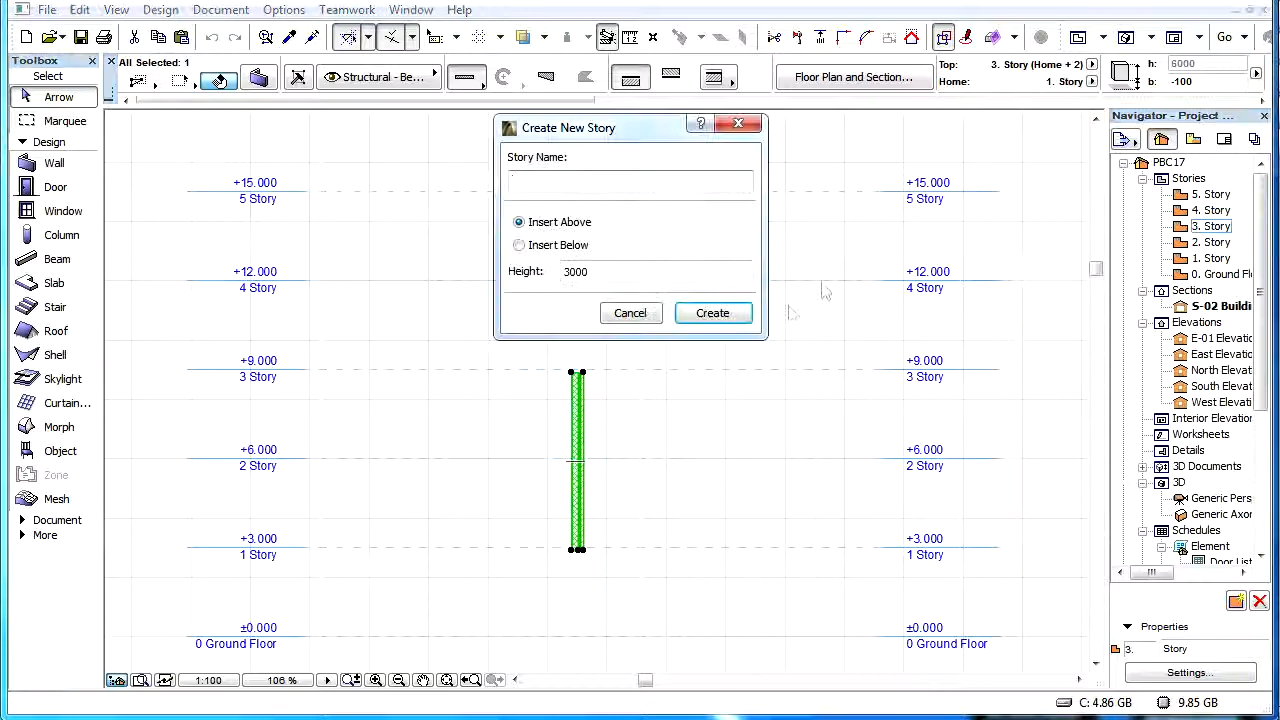 File Edit View Design Document Options Teamwork Window Help
Go
Toolbox
Select
Arrow
Marquee
Design
Wall
Door
Window
Column
Beam
Slab
Stair
Roof
Shell
Skylight
Curtain...
Morph
Object
Zone
Mesh
Document
More
All Selected: 1
Structural - Be...
Floor Plan and Section...
Top: 3. Story (Home + 2)
Home: 1. Story
h: 6000
b: -100
Create New Story
Story Name:
Insert Above
Insert Below
Height: 3000
Cancel Create
+15.000
5 Story
+12.000
4 Story
+9.000
3 Story
+6.000
2 Story
+3.000
1 Story
±0.000
0 Ground Floor
+15.000
5 Story
+12.000
4 Story
+9.000
3 Story
+6.000
2 Story
+3.000
1 Story
±0.000
0 Ground Floor
Navigator - Project ...
PBC17
Stories
5. Story
4. Story
3. Story
2. Story
1. Story
0. Ground Fl
Sections
S-02 Buildi
Elevations
E-01 Elevatio
East Elevati
North Elevat
South Elevat
West Elevati
Interior Elevatio
Worksheets
Details
3D Documents
3D
Generic Pers
Generic Axor
Schedules
Element
Door List
Properties
3. Story
Settings...
1:100 106 %
C: 4.86 GB 9.85 GB